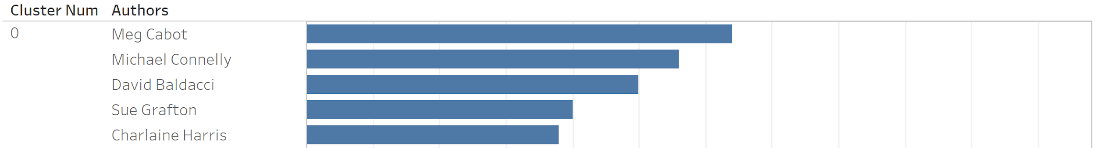 Cluster Num Authors
0 Meg Cabot
Michael Connelly
David Baldacci
Sue Grafton
Charlaine Harris